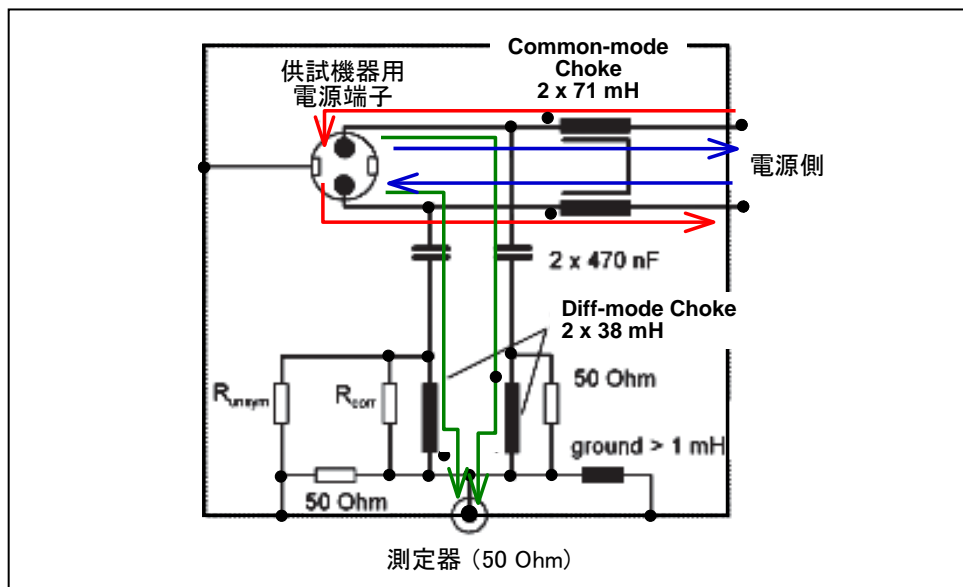 Common-mode
Choke
2 x 71 mH
供試機器用
電源端子
電源側
2 x 470 nF
Diff-mode Choke
2 x 38 mH
50 Ohm
Runsym
Rcorr
ground > 1 mH
50 Ohm
測定器 (50 Ohm)